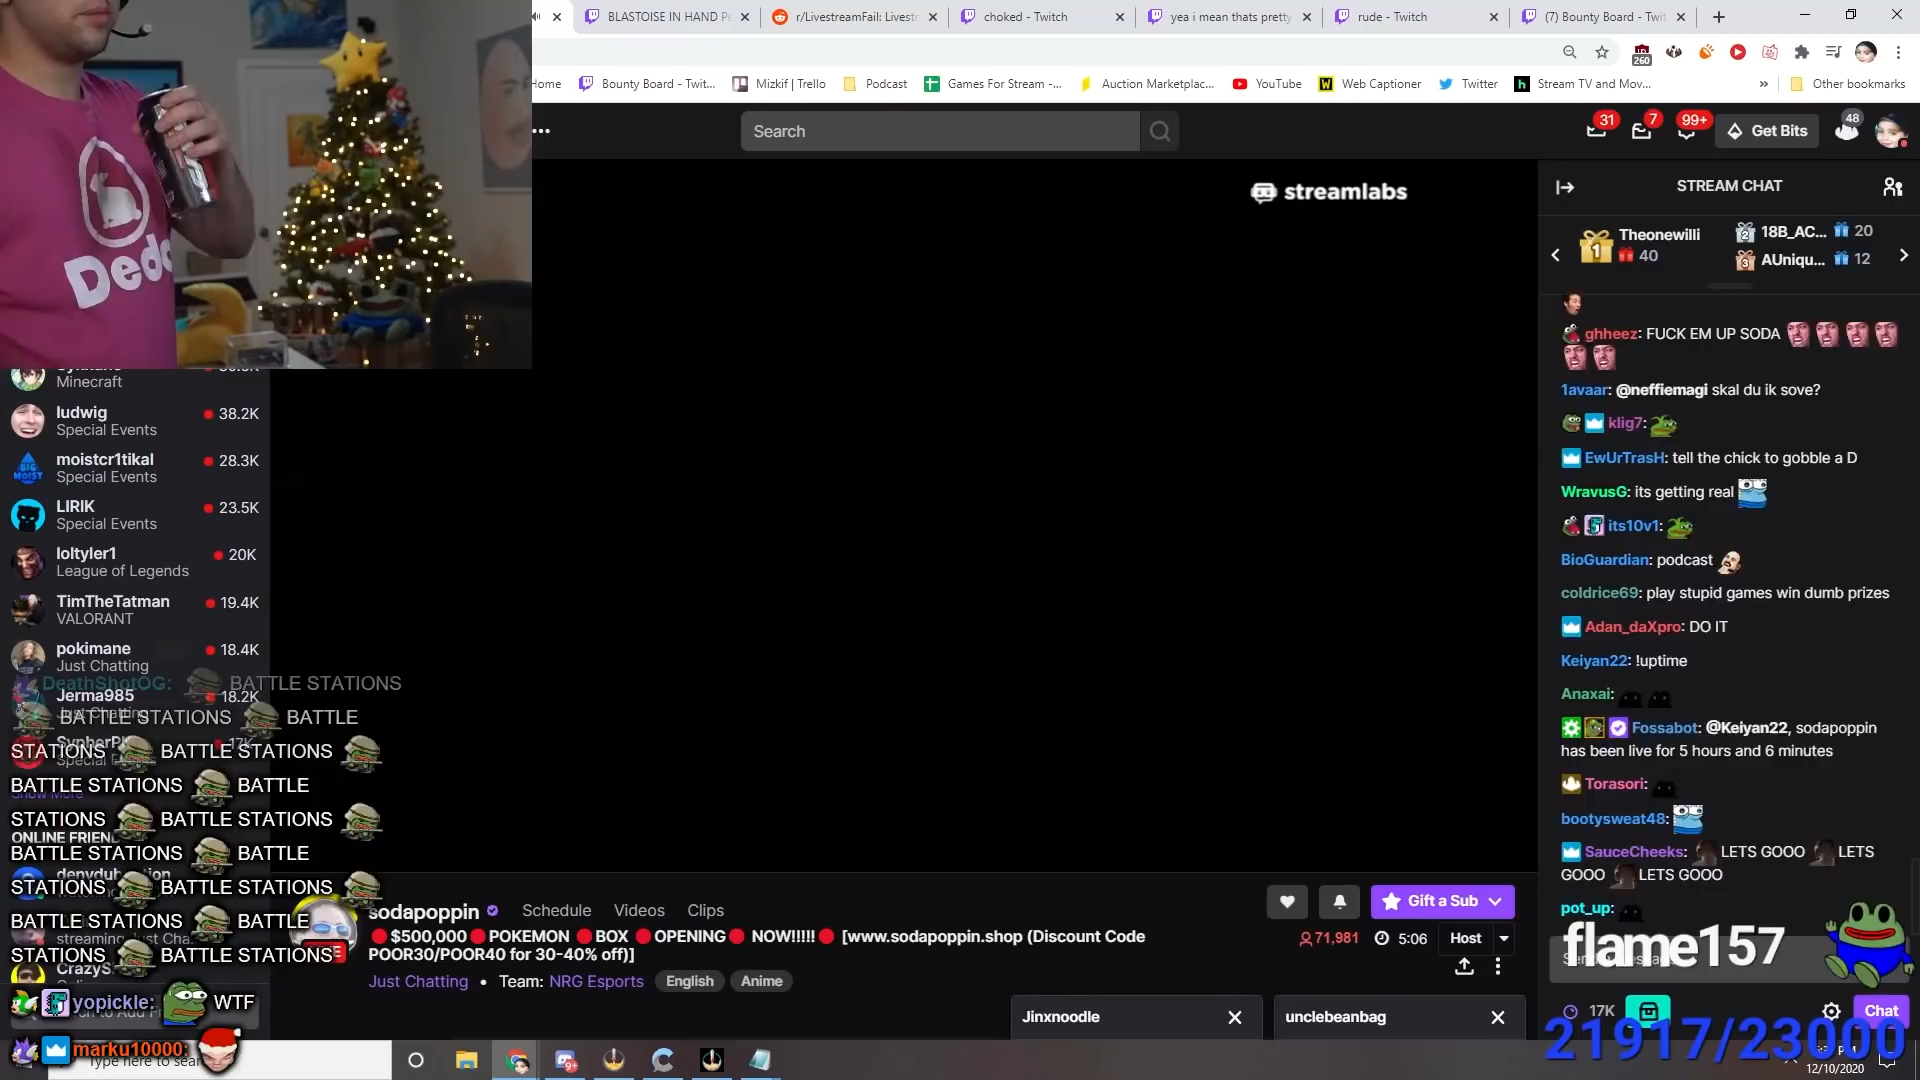 BLASTOISE IN HAND P
r/LivestreamFail: Livest
choked - Twitch
yea i mean thats pretty
rude - Twitch
(7) Bounty Board - Twit
260
Home
Bounty Board - Twit...
Mizkif | Trello
Podcast
Games For Stream -...
Auction Marketplac...
YouTube
Web Captioner
Twitter
Stream TV and Mov...
»
Other bookmarks
Search
31
7
99+
Get Bits
48
streamlabs
STREAM CHAT
Theonewilli
40
18B_AC... 20
AUniqu... 12
ghheez: FUCK EM UP SODA
1avaar: @neffiemagi skal du ik sove?
klig7:
EwUrTrasH: tell the chick to gobble a D
WravusG: its getting real
its10v1:
BioGuardian: podcast
coldrice69: play stupid games win dumb prizes
Adan_daXpro: DO IT
Keiyan22: !uptime
Anaxai:
Fossabot: @Keiyan22, sodapoppin
has been live for 5 hours and 6 minutes
Torasori:
bootysweat48:
SauceCheeks: LETS GOOO LETS
GOOO LETS GOOO
pot_up:
flame157
17K
Chat
21917/23000
Minecraft
ludwig 38.2K
Special Events
moistcr1tikal 28.3K
Special Events
LIRIK 23.5K
Special Events
loltyler1 20K
League of Legends
TimTheTatman 19.4K
VALORANT
pokimane 18.4K
Just Chatting
Jerma985 18.2K
Just Chatting
17K
Show More
DeathShotOG: BATTLE STATIONS
BATTLE STATIONS BATTLE
STATIONS BATTLE STATIONS
BATTLE STATIONS BATTLE
STATIONS BATTLE STATIONS
BATTLE STATIONS BATTLE
STATIONS BATTLE STATIONS
BATTLE STATIONS BATTLE
STATIONS BATTLE STATIONS
ONLINE FRIEN
yopickle: WTF
marku10000:
sodapoppin
Schedule
Videos
Clips
Gift a Sub
$500,000 POKEMON BOX OPENING NOW!!!!! [www.sodapoppin.shop (Discount Code
POOR30/POOR40 for 30-40% off)]
71,981
5:06
Host
Just Chatting • Team: NRG Esports
English
Anime
Jinxnoodle
unclebeanbag
12/10/2020